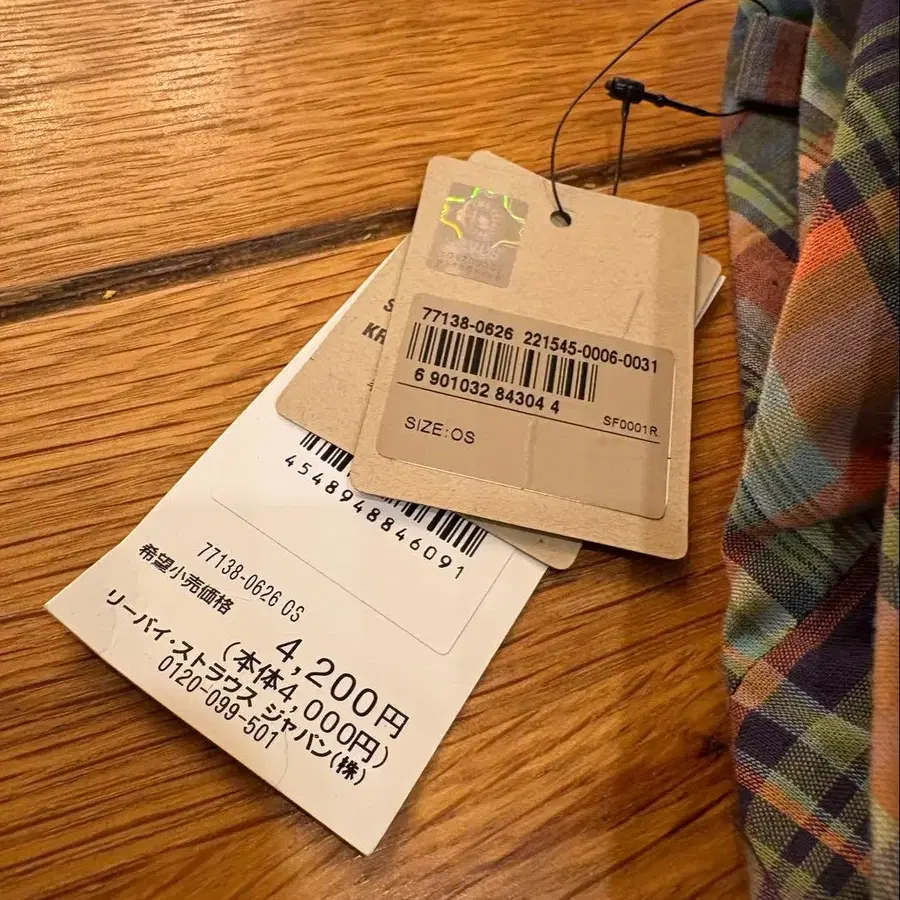 77138-0626 221545-0006-0031
6 901032 84304 4
SF0001R
SIZE:OS
4548948846091
77138-0626 OS
希望小売価格
4,200円
(本体4,000円)
リーバイ・ストラウス ジャパン(株)
0120-099-501